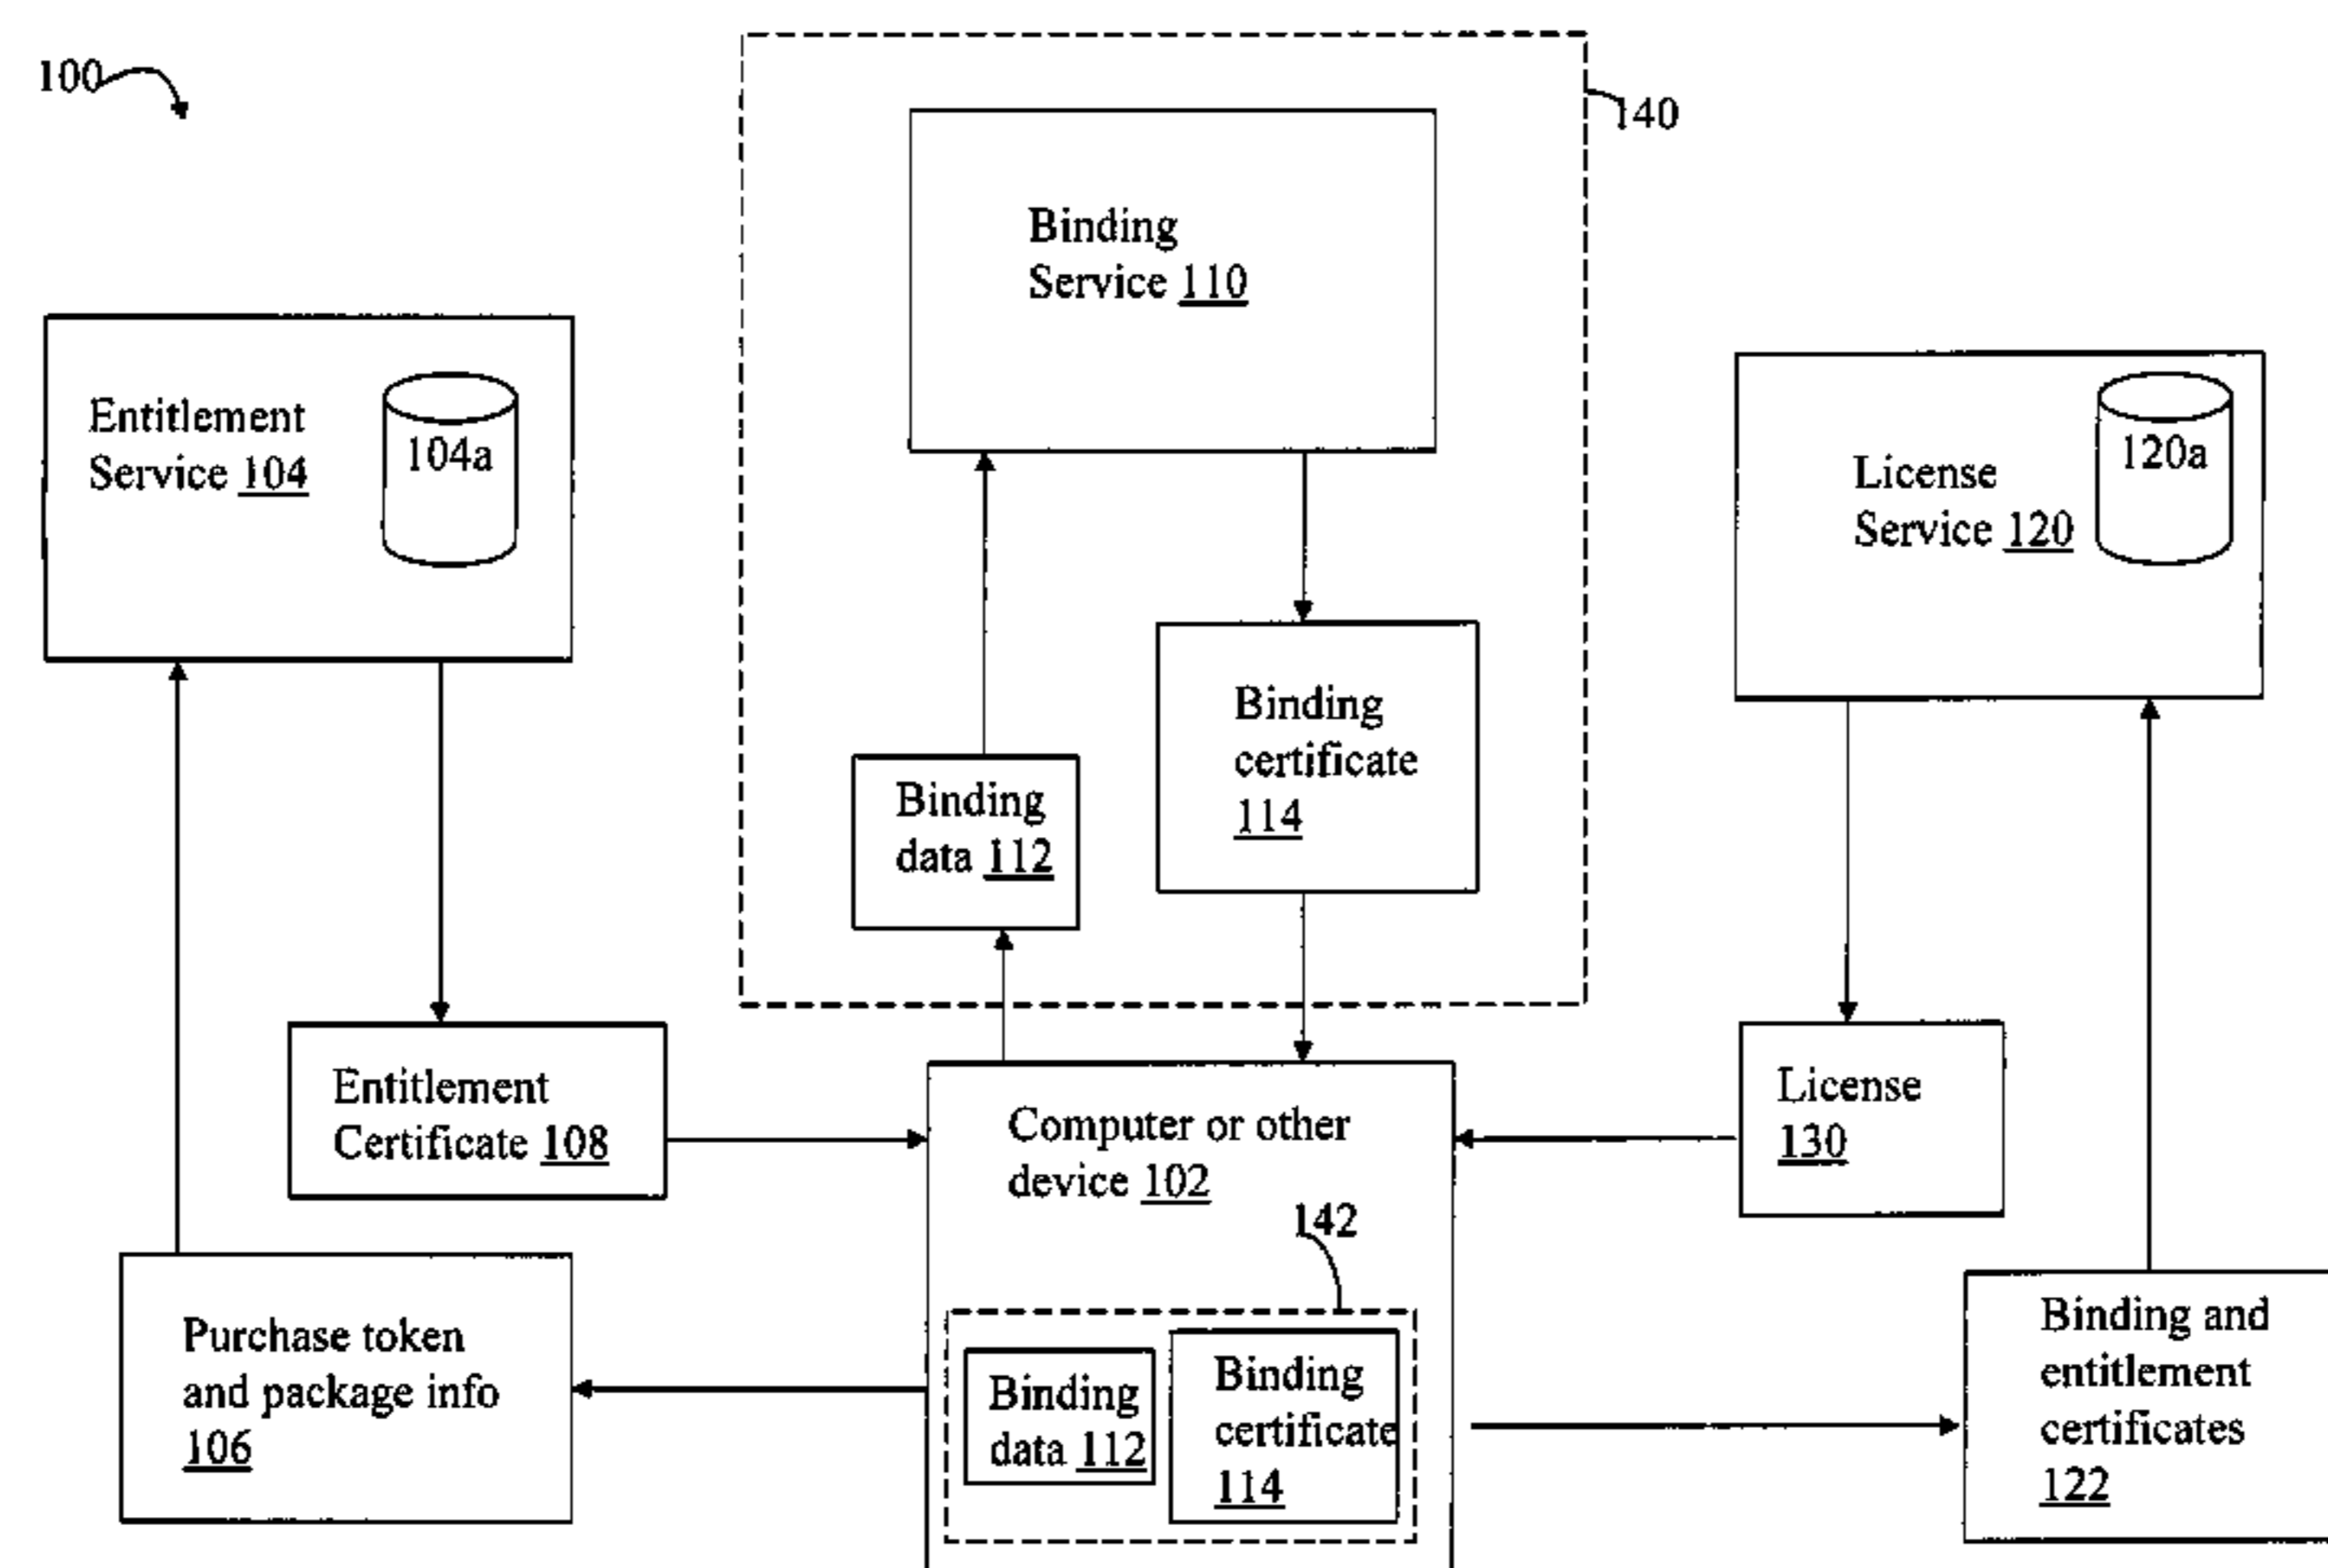 100
140
Binding
Service 110
Entitlement
Service 104
104a
License
Service 120
120a
Binding
certificate
114
Binding
data 112
Entitlement
Certificate 108
Computer or other
device 102
License
130
142
Purchase token
and package info
106
Binding
data 112
Binding
certificate
114
Binding and
entitlement
certificates
122